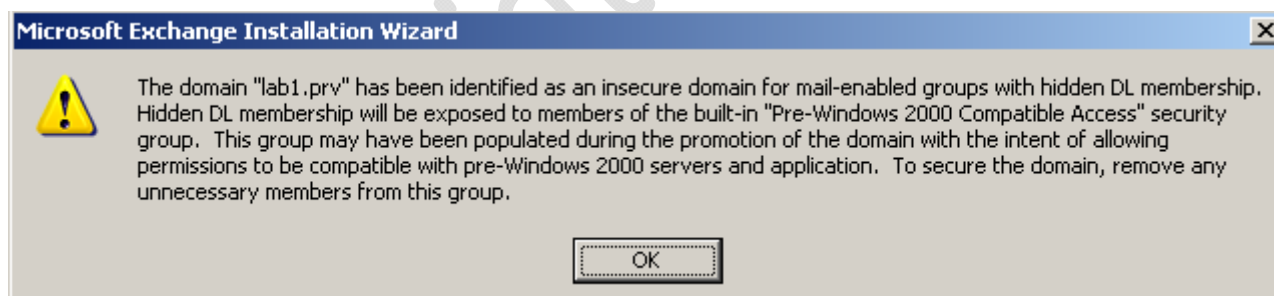 Microsoft Exchange Installation Wizard
The domain "lab1.prv" has been identified as an insecure domain for mail-enabled groups with hidden DL membership.
Hidden DL membership will be exposed to members of the built-in "Pre-Windows 2000 Compatible Access" security
group.  This group may have been populated during the promotion of the domain with the intent of allowing
permissions to be compatible with pre-Windows 2000 servers and application.  To secure the domain, remove any
unnecessary members from this group.
OK